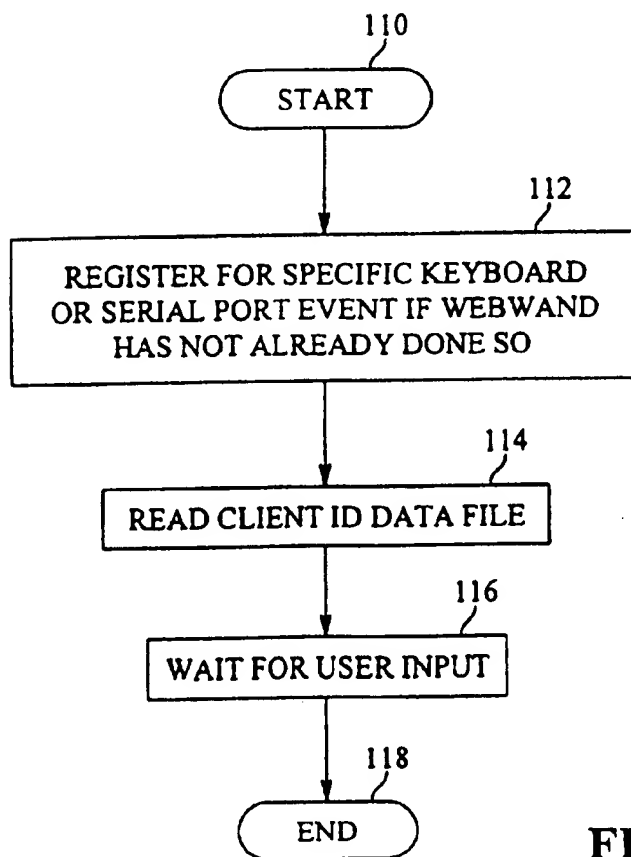 110
START
112
REGISTER FOR SPECIFIC KEYBOARD
OR SERIAL PORT EVENT IF WEBWAND
HAS NOT ALREADY DONE SO
114
READ CLIENT ID DATA FILE
116
WAIT FOR USER INPUT
118
END